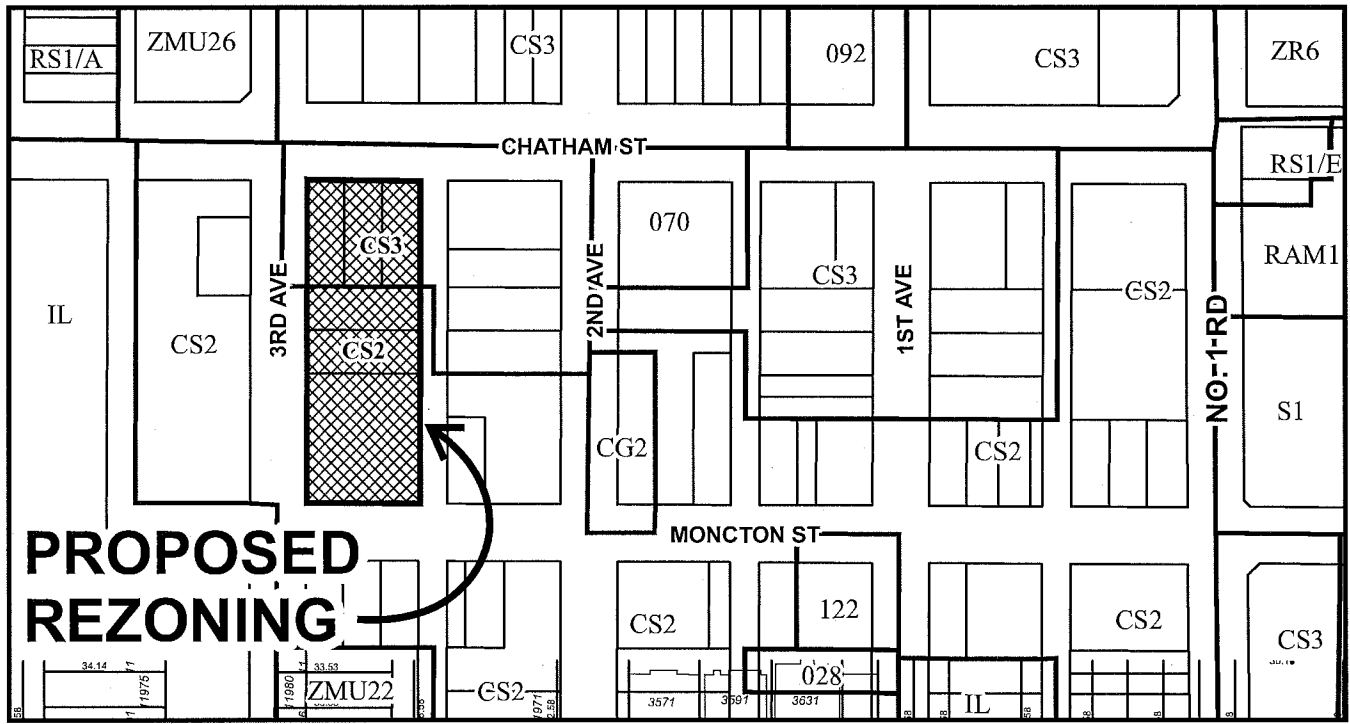 RS1/A
ZMU26
CS3
092
CS3
ZR6
CHATHAM ST
RS1/E
070
CS3
RAM1
3RD AVE
2ND AVE
CS3
1ST AVE
CS2
IL
CS2
CS2
NO. 1 RD
S1
CG2
CS2
MONCTON ST
PROPOSED
REZONING
CS2
122
CS2
CS3
34.14
33.53
11975
11980
ZMU22
CS2
3571
3591
3631
028
IL